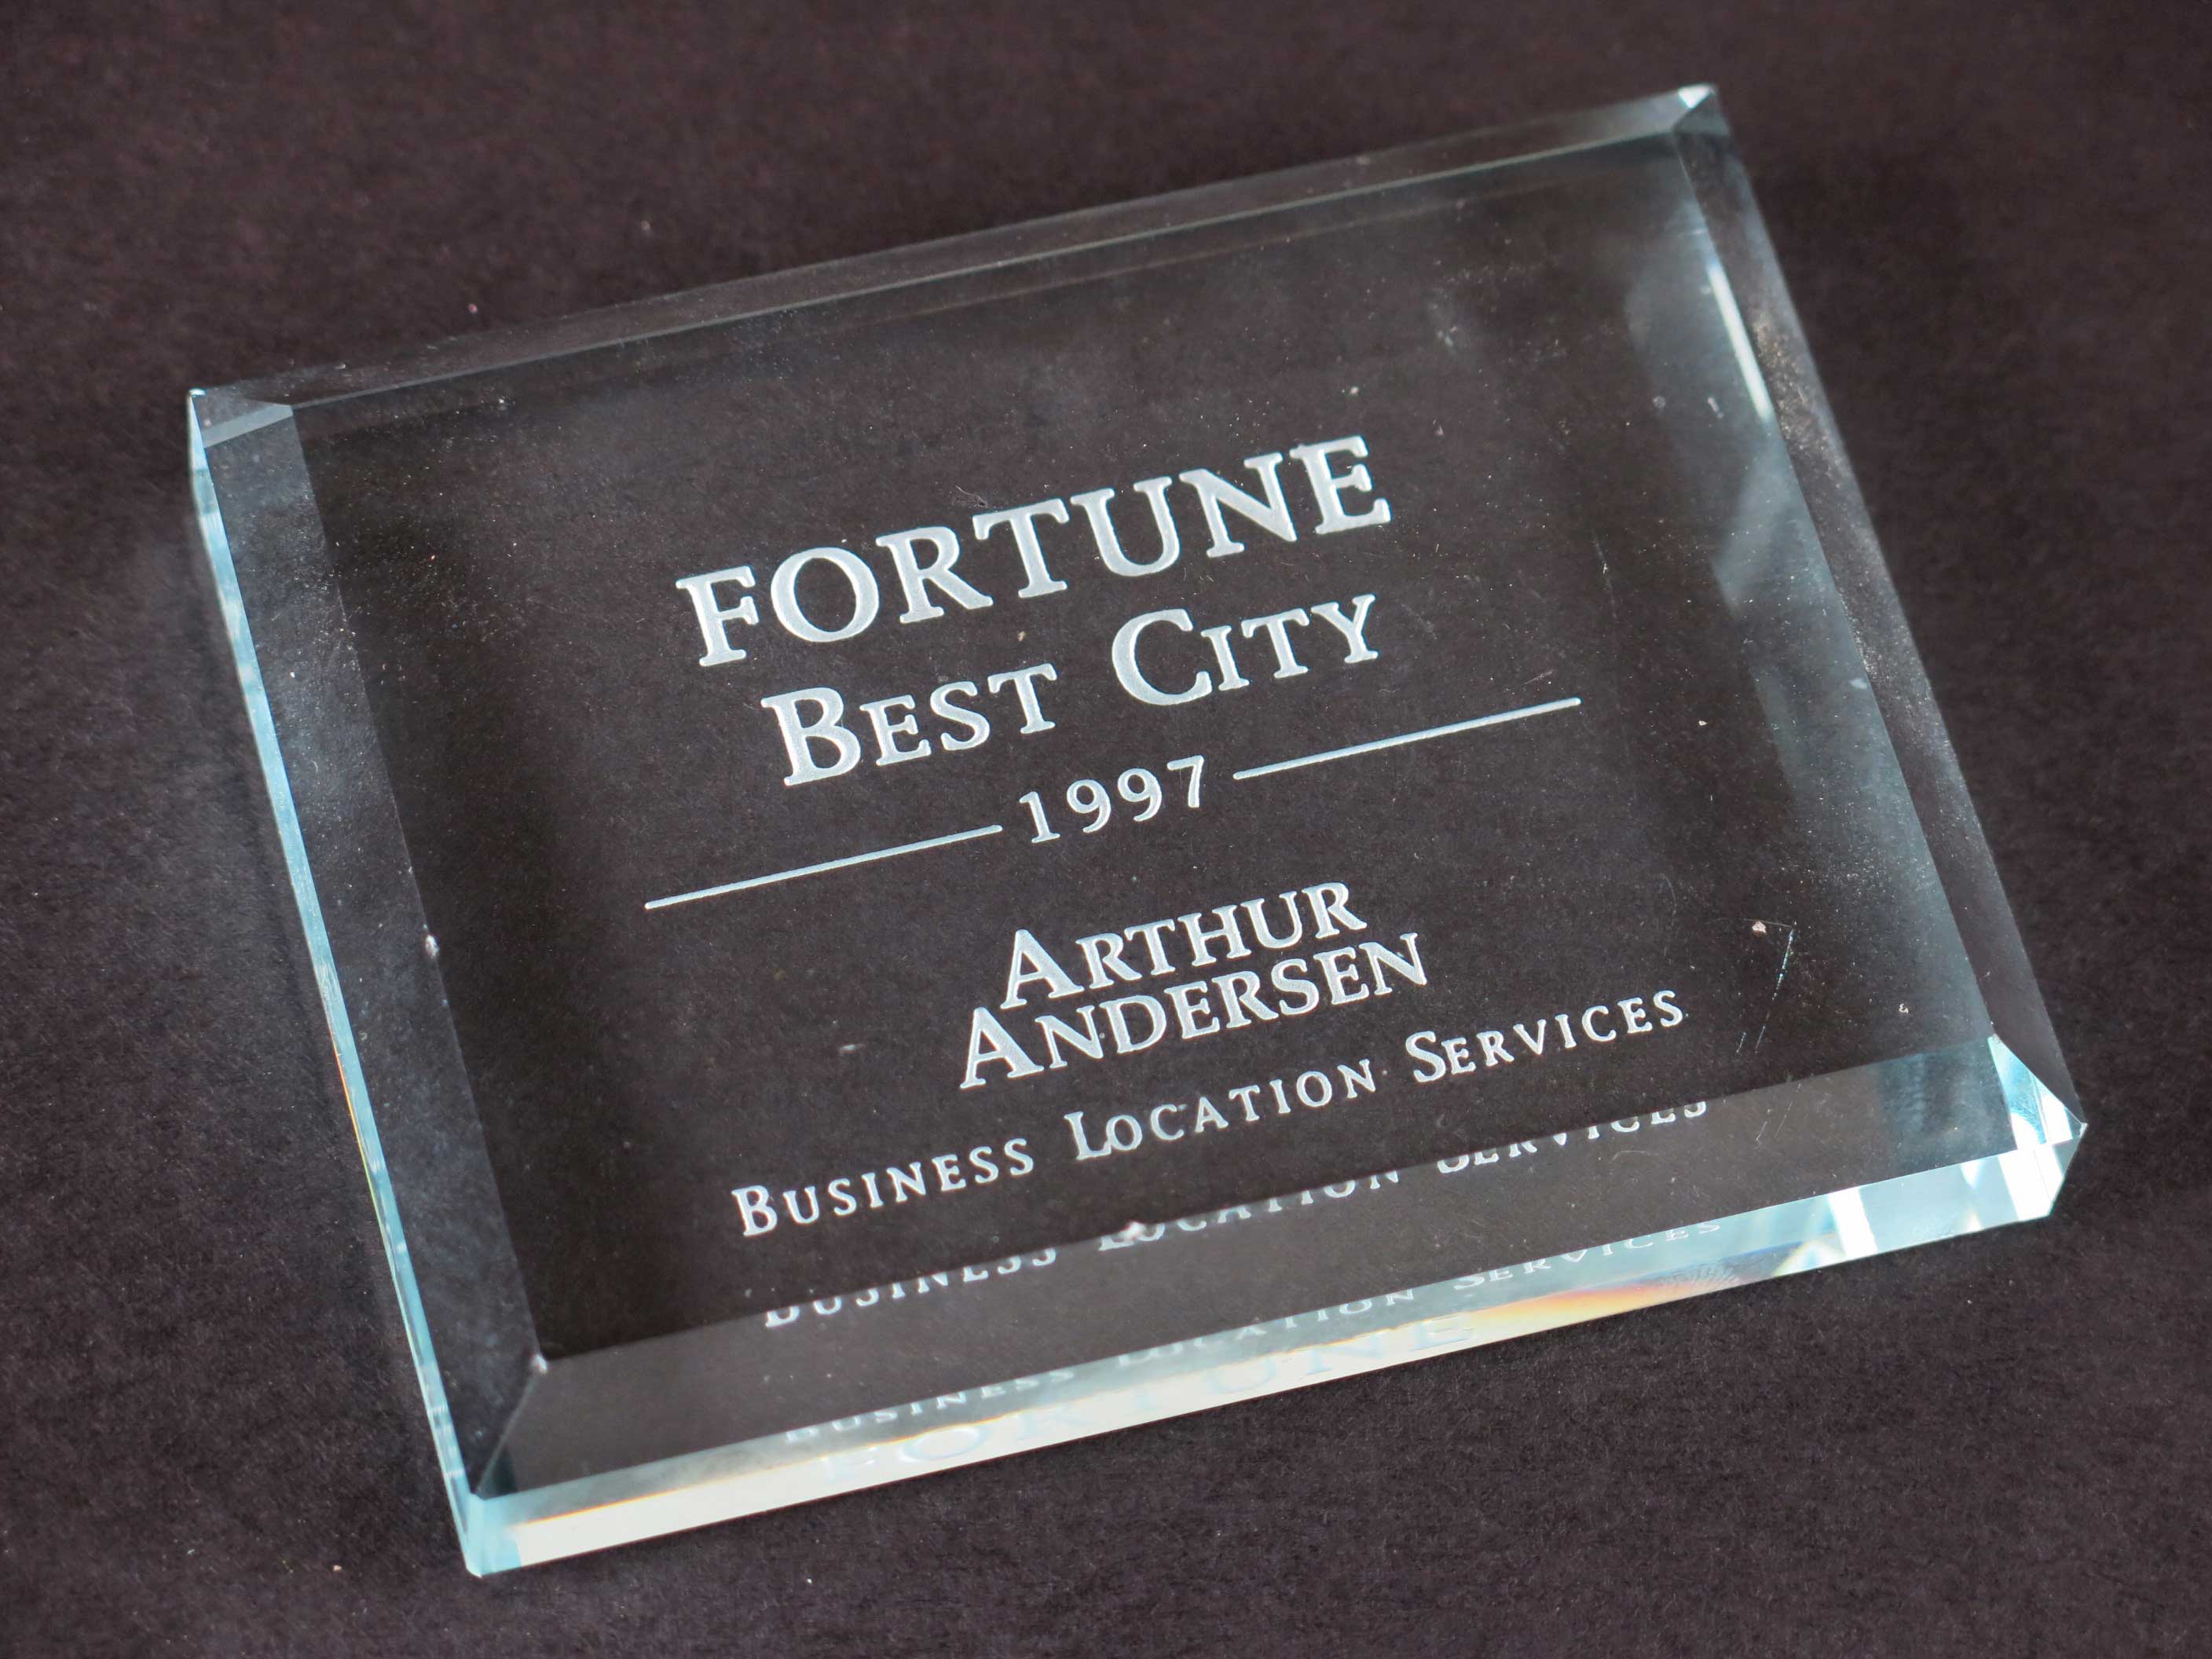 FORTUNE
BEST CITY
1997
ARTHUR
ANDERSEN
BUSINESS LOCATION SERVICES